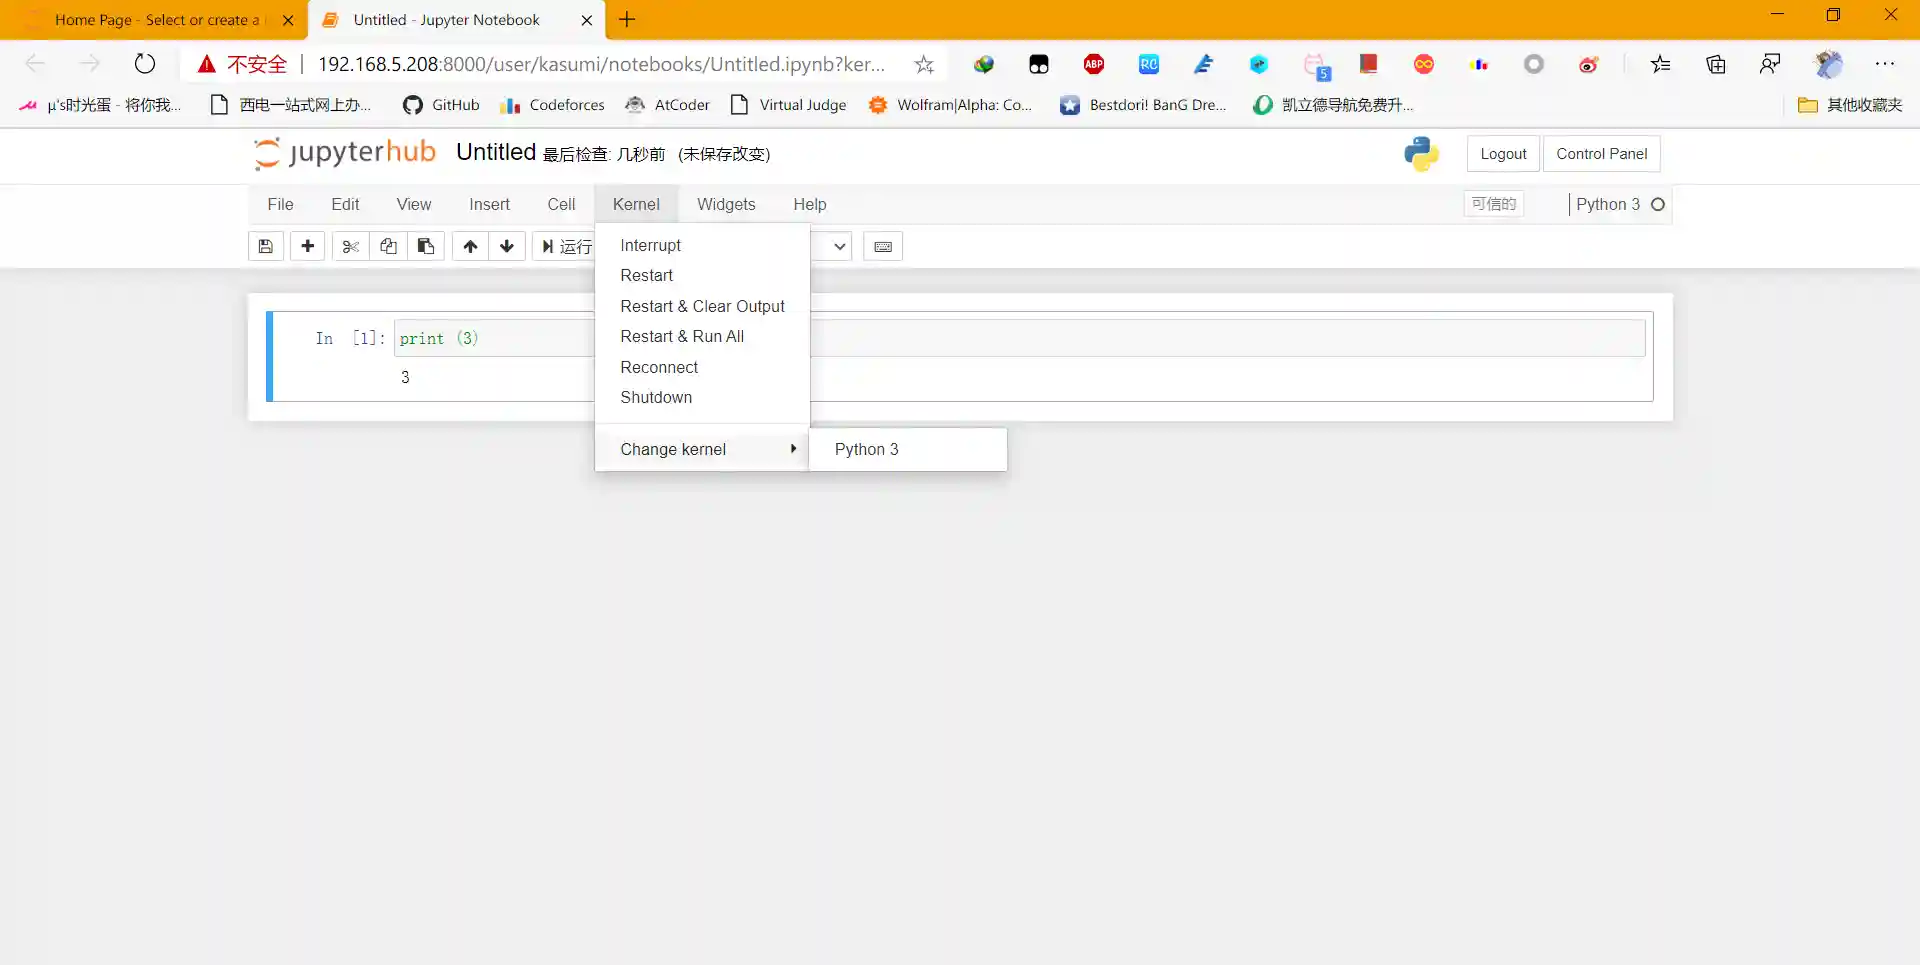 Home Page - Select or create a
Untitled - Jupyter Notebook
不安全
192.168.5.208:8000/user/kasumi/notebooks/Untitled.ipynb?ker...
ABP
RC
5
μ's时光蛋 - 将你我...
西电一站式网上办...
GitHub
Codeforces
AtCoder
Virtual Judge
Wolfram|Alpha: Co...
Bestdori! BanG Dre...
凯立德导航免费升...
其他收藏夹
jupyterhub
Untitled 最后检查: 几秒前 (未保存改变)
Logout
Control Panel
File
Edit
View
Insert
Cell
Kernel
Widgets
Help
可信的
Python 3
运行
Interrupt
Restart
Restart & Clear Output
Restart & Run All
Reconnect
Shutdown
Change kernel
Python 3
In [1]: print (3)
3